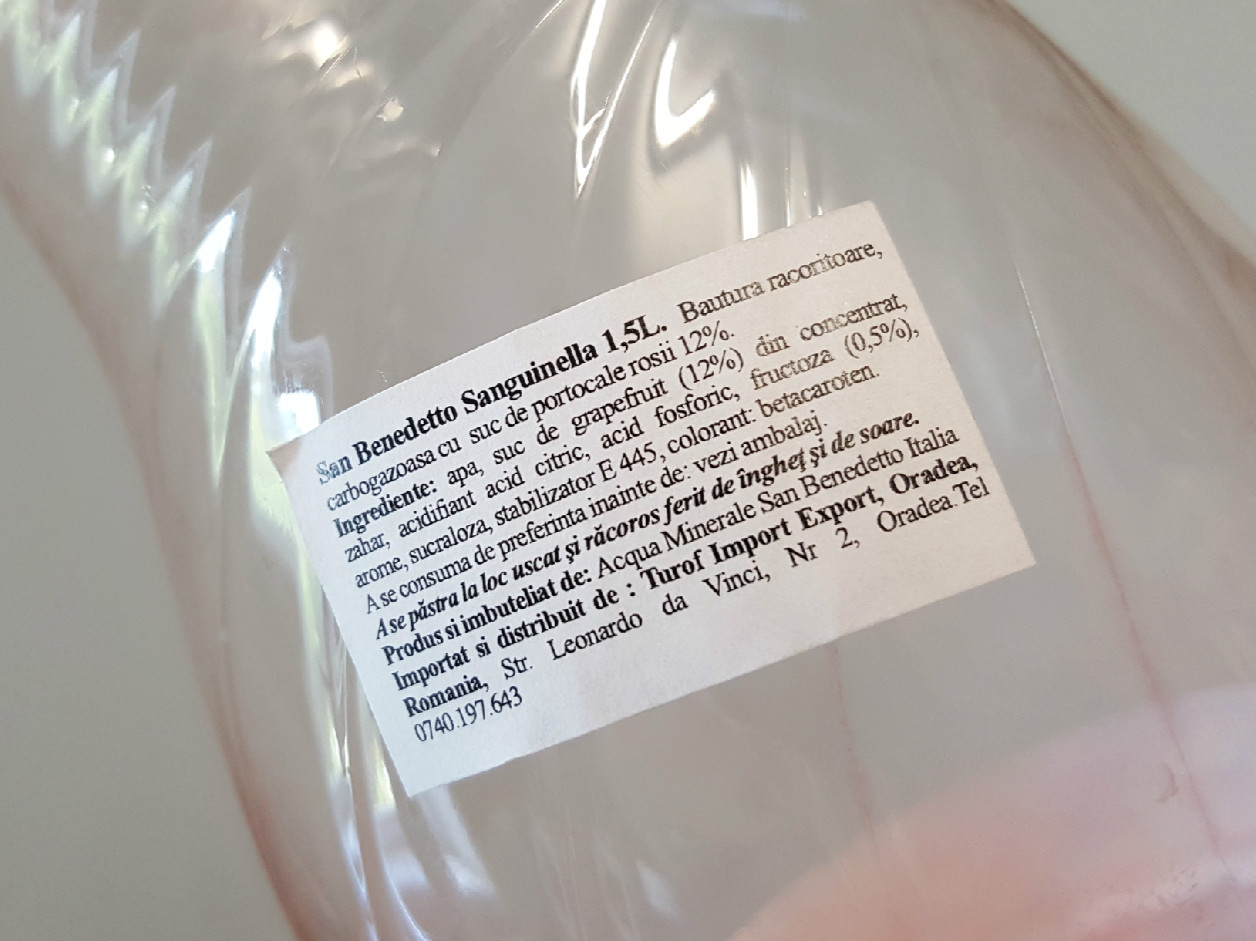 San Benedetto Sanguinella 1,5L. Bautura racoritoare,
carbogazoasa cu suc de portocale rosii 12%.
Ingrediente: apa, suc de grapefruit (12%) din concentrat,
zahar, acidifiant acid citric, acid fosforic, fructoza (0,5%),
arome, sucraloza, stabilizator E 445, colorant: betacaroten.
A se consuma de preferinta inainte de: vezi ambalaj.
A se păstra la loc uscat şi răcoros ferit de îngheţ şi de soare.
Produs si imbuteliat de: Acqua Minerale San Benedetto Italia
Importat si distribuit de : Turof Import Export, Oradea,
Romania, Str. Leonardo da Vinci, Nr 2, Oradea. Tel
0740.197.643